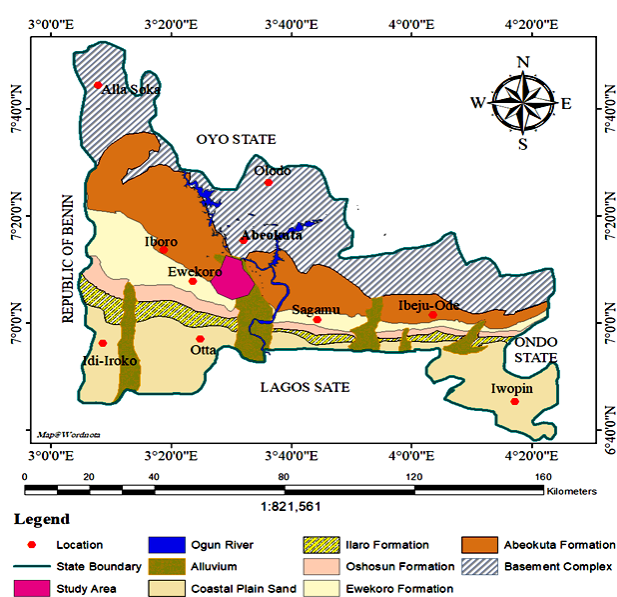 3°0'0"E 3°20'0"E 3°40'0"E 4°0'0"E 4°20'0"E
N
W E
S
7°40'0"N 7°40'0"N
Alla Soka
OYO STATE
Olodo
7°20'0"N 7°20'0"N
REPUBLIC OF BENIN
Abeokuta
Iboro
Ewekoro
Sagamu
Ibeju-Ode
7°0'0"N 7°0'0"N
ONDO
STATE
Idi-Iroko
Otta
LAGOS SATE
Iwopin
Map@Wordnota
6°40'0"N
3°0'0"E 3°20'0"E 3°40'0"E 4°0'0"E 4°20'0"E
0 20 40 80 120 160
Kilometers
1:821,561
Legend
Location Ogun River Ilaro Formation Abeokuta Formation
State Boundary Alluvium Oshosun Formation Basement Complex
Study Area Coastal Plain Sand Ewekoro Formation